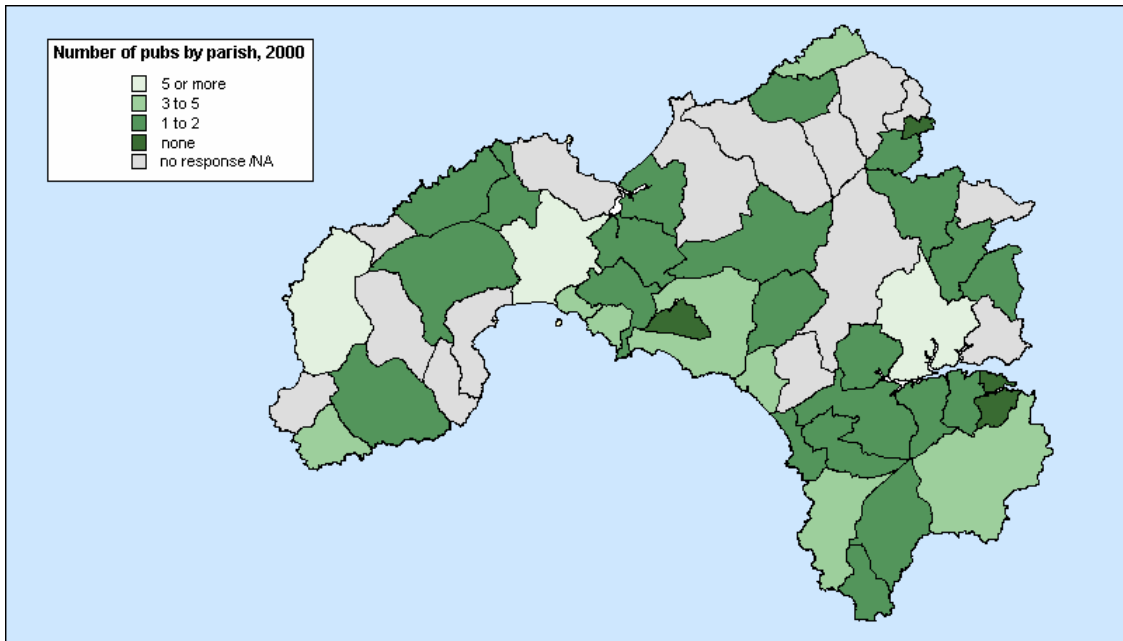 Number of pubs by parish, 2000
5 or more
3 to 5
1 to 2
none
no response /NA